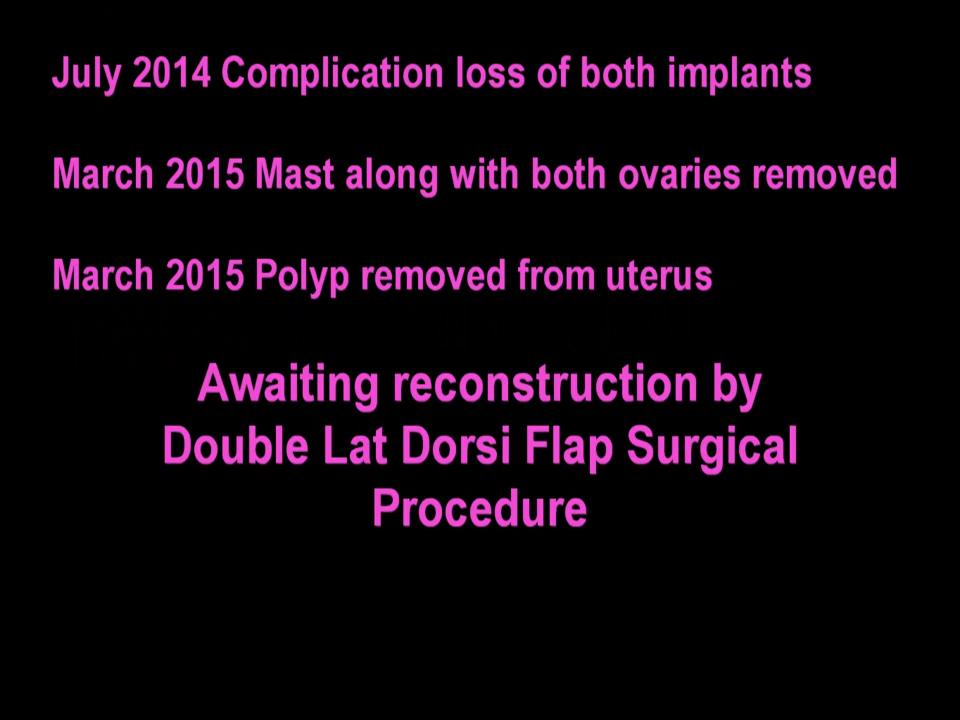 July 2014 Complication loss of both implants
March 2015 Mast along with both ovaries removed
March 2015 Polyp removed from uterus
Awaiting reconstruction by
Double Lat Dorsi Flap Surgical
Procedure